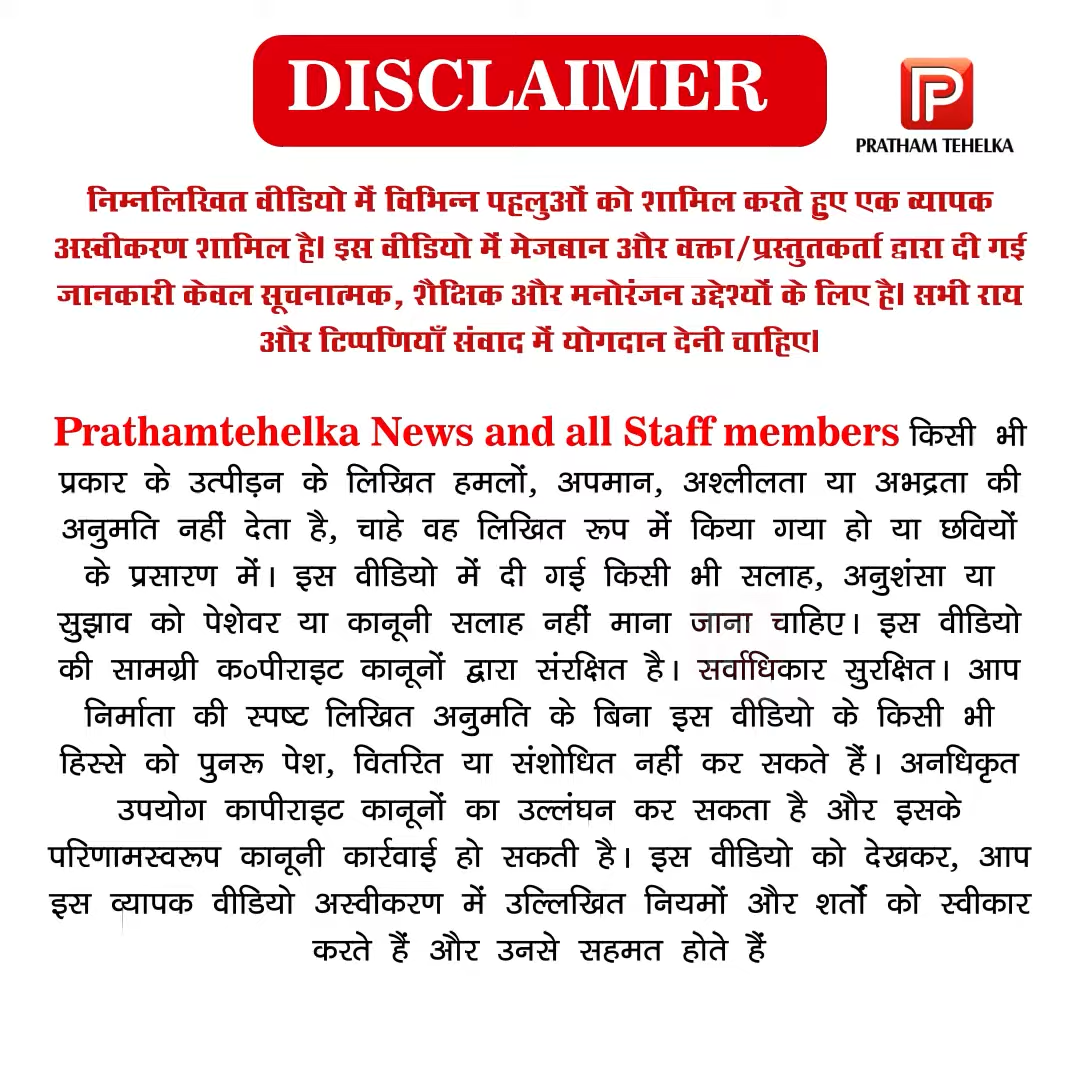 DISCLAIMER
PRATHAM TEHELKA
निम्नलिखित वीडियो में विभिन्न पहलुओं को शामिल करते हुए एक व्यापक
अस्वीकरण शामिल है। इस वीडियो में मेजबान और वक्ता/प्रस्तुतकर्ता द्वारा दी गई
जानकारी केवल सूचनात्मक, शैक्षिक और मनोरंजन उद्देश्यों के लिए है। सभी राय
और टिप्पणियाँ संवाद में योगदान देनी चाहिए।
Prathamtehelka News and all Staff members किसी भी
प्रकार के उत्पीड़न के लिखित हमलों, अपमान, अश्लीलता या अभद्रता की
अनुमति नहीं देता है, चाहे वह लिखित रूप में किया गया हो या छवियों
के प्रसारण में। इस वीडियो में दी गई किसी भी सलाह, अनुशंसा या
सुझाव को पेशेवर या कानूनी सलाह नहीं माना जाना चाहिए। इस वीडियो
की सामग्री क०पीराइट कानूनों द्वारा संरक्षित है। सर्वाधिकार सुरक्षित। आप
निर्माता की स्पष्ट लिखित अनुमति के बिना इस वीडियो के किसी भी
हिस्से को पुनरू पेश, वितरित या संशोधित नहीं कर सकते हैं। अनधिकृत
उपयोग कापीराइट कानूनों का उल्लंघन कर सकता है और इसके
परिणामस्वरूप कानूनी कार्रवाई हो सकती है। इस वीडियो को देखकर, आप
इस व्यापक वीडियो अस्वीकरण में उल्लिखित नियमों और शर्तों को स्वीकार
करते हैं और उनसे सहमत होते हैं